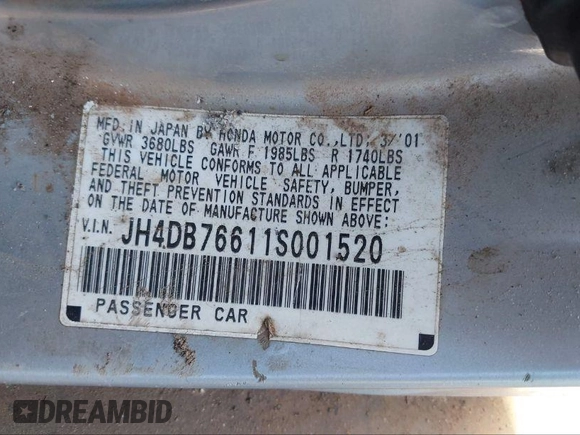 MFD. IN JAPAN BY HONDA MOTOR CO.,LTD. 3/'01
GVWR 3680LBS GAWR F 1985LBS R 1740LBS
THIS VEHICLE CONFORMS TO ALL APPLICABLE
FEDERAL MOTOR VEHICLE SAFETY, BUMPER,
AND THEFT PREVENTION STANDARDS IN EFFECT
ON THE DATE OF MANUFACTURE SHOWN ABOVE:
V.I.N. JH4DB76611S001520
PASSENGER CAR
DREAMBID